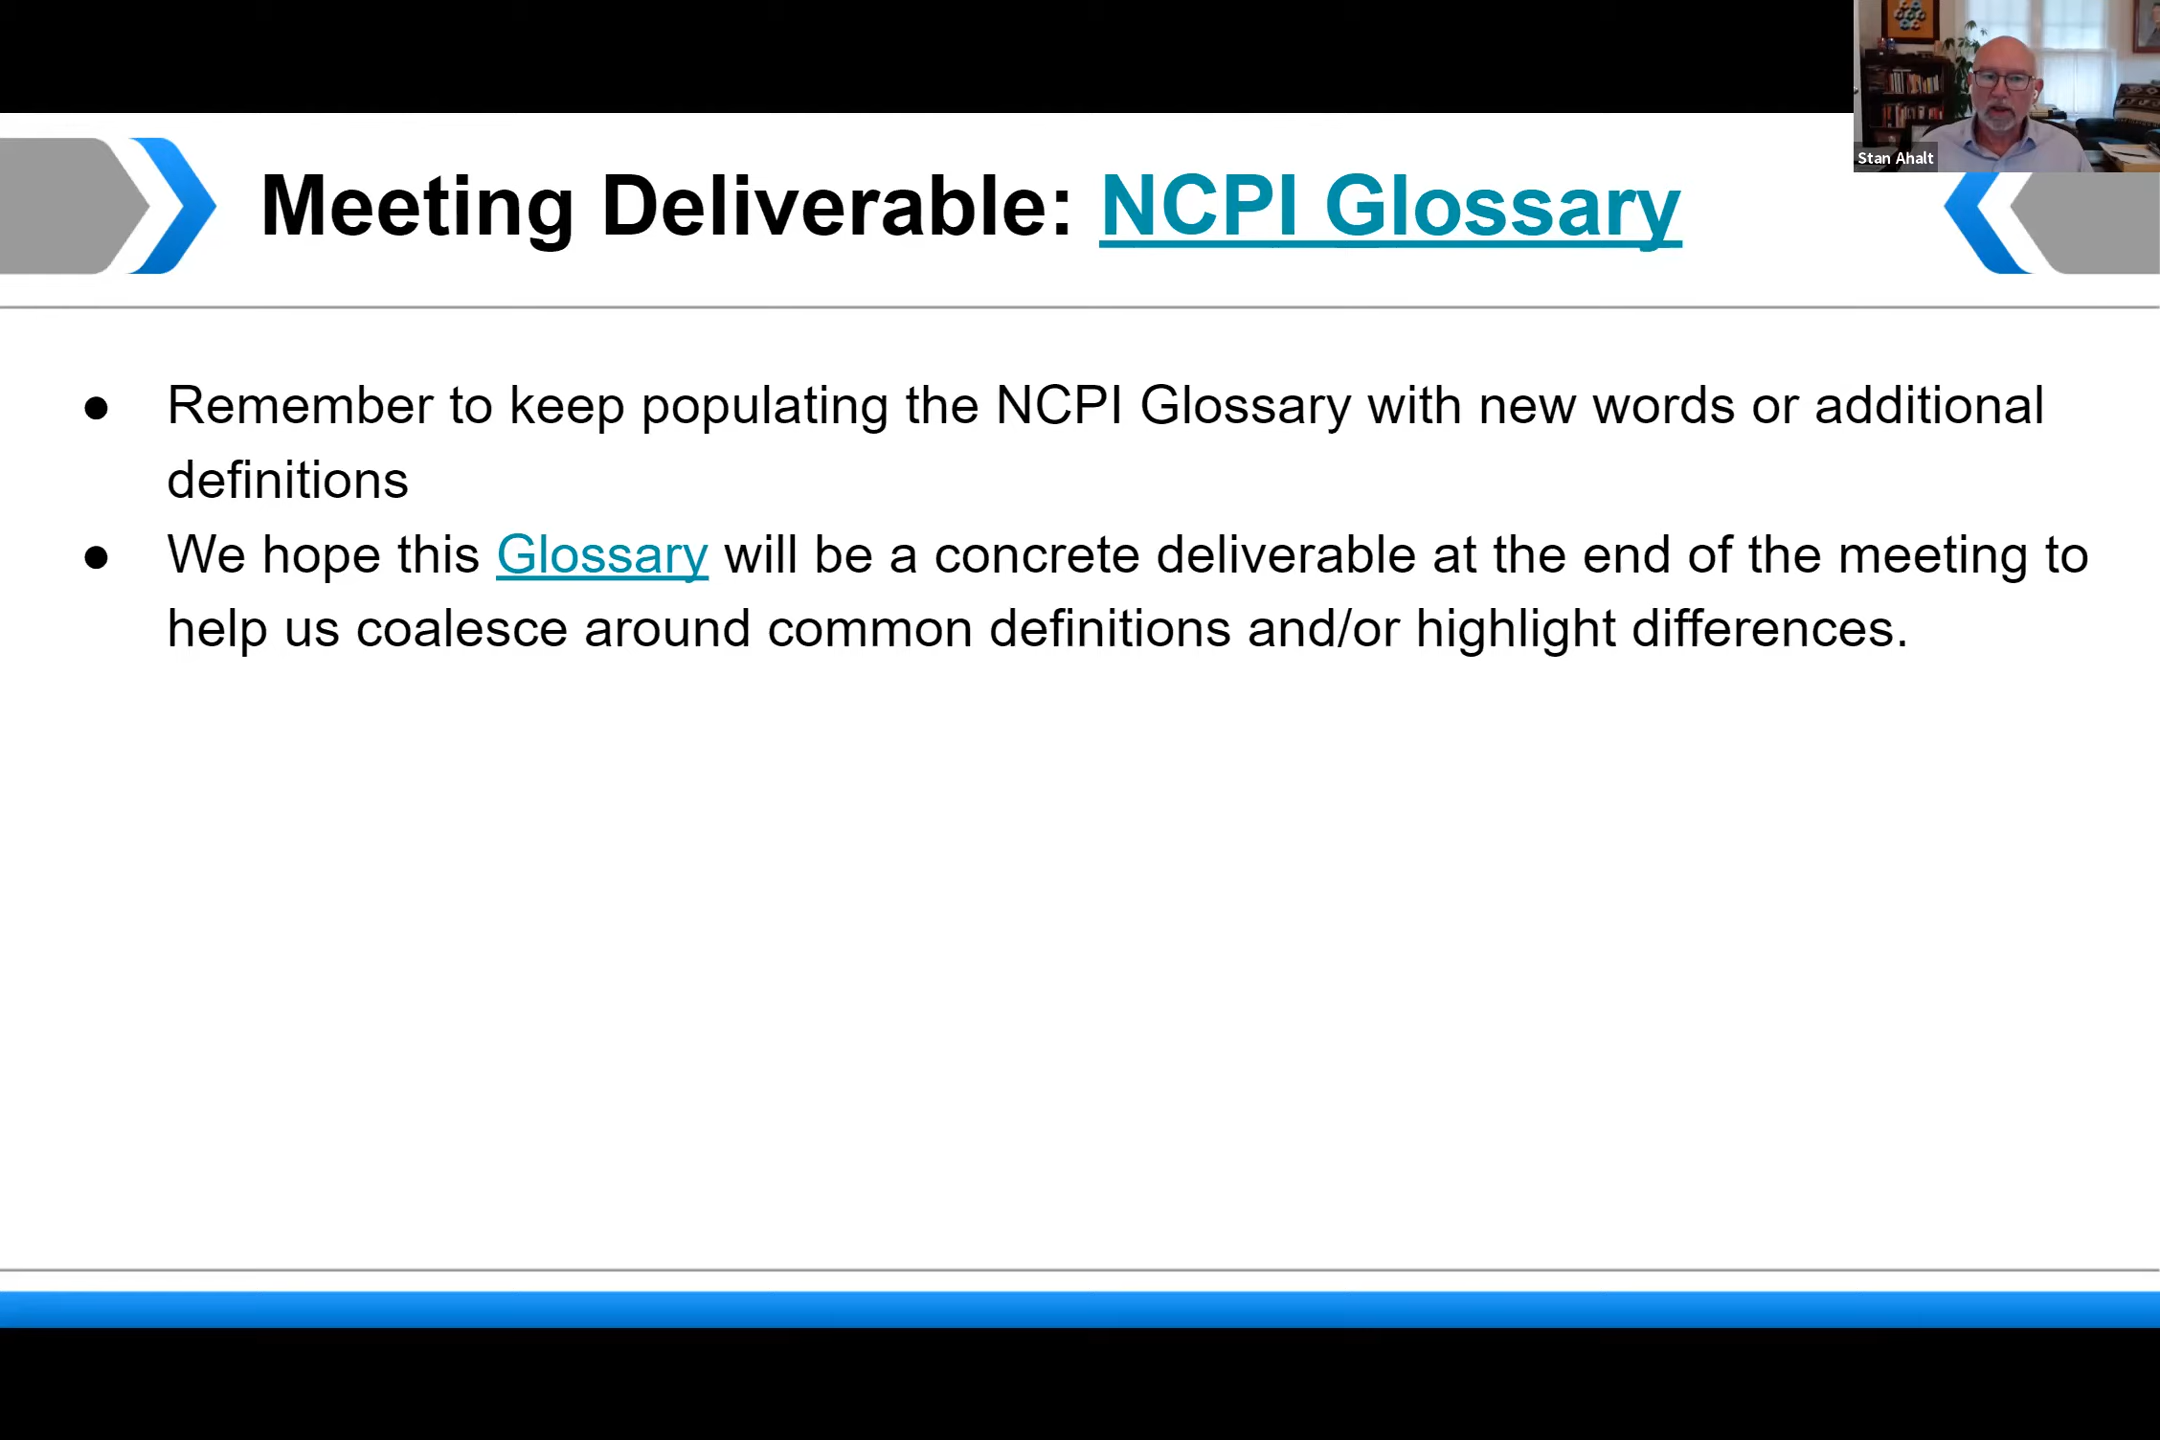 Stan Ahalt
Meeting Deliverable: NCPI Glossary
● Remember to keep populating the NCPI Glossary with new words or additional
definitions
● We hope this Glossary will be a concrete deliverable at the end of the meeting to
help us coalesce around common definitions and/or highlight differences.